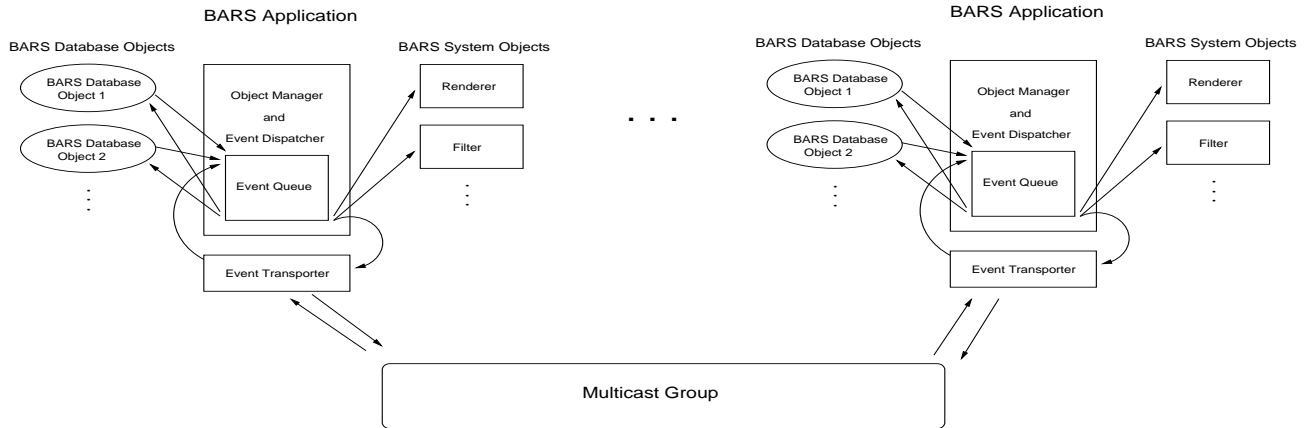 BARS Application
BARS Database Objects
BARS System Objects
BARS Database
Object 1
BARS Database
Object 2
Object Manager
and
Event Dispatcher
Event Queue
Renderer
Filter
Event Transporter
. . .
BARS Application
BARS Database Objects
BARS System Objects
BARS Database
Object 1
BARS Database
Object 2
Object Manager
and
Event Dispatcher
Event Queue
Renderer
Filter
Event Transporter
Multicast Group